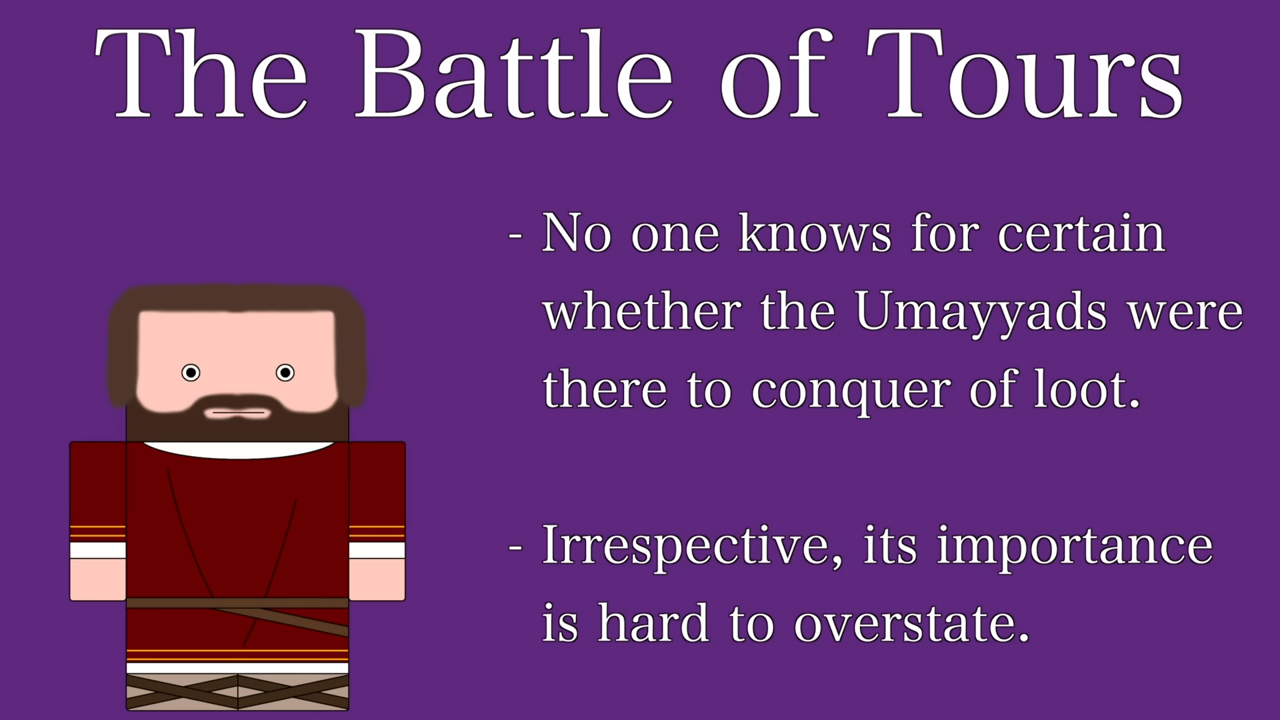 The Battle of Tours
- No one knows for certain
whether the Umayyads were
there to conquer of loot.
- Irrespective, its importance
is hard to overstate.